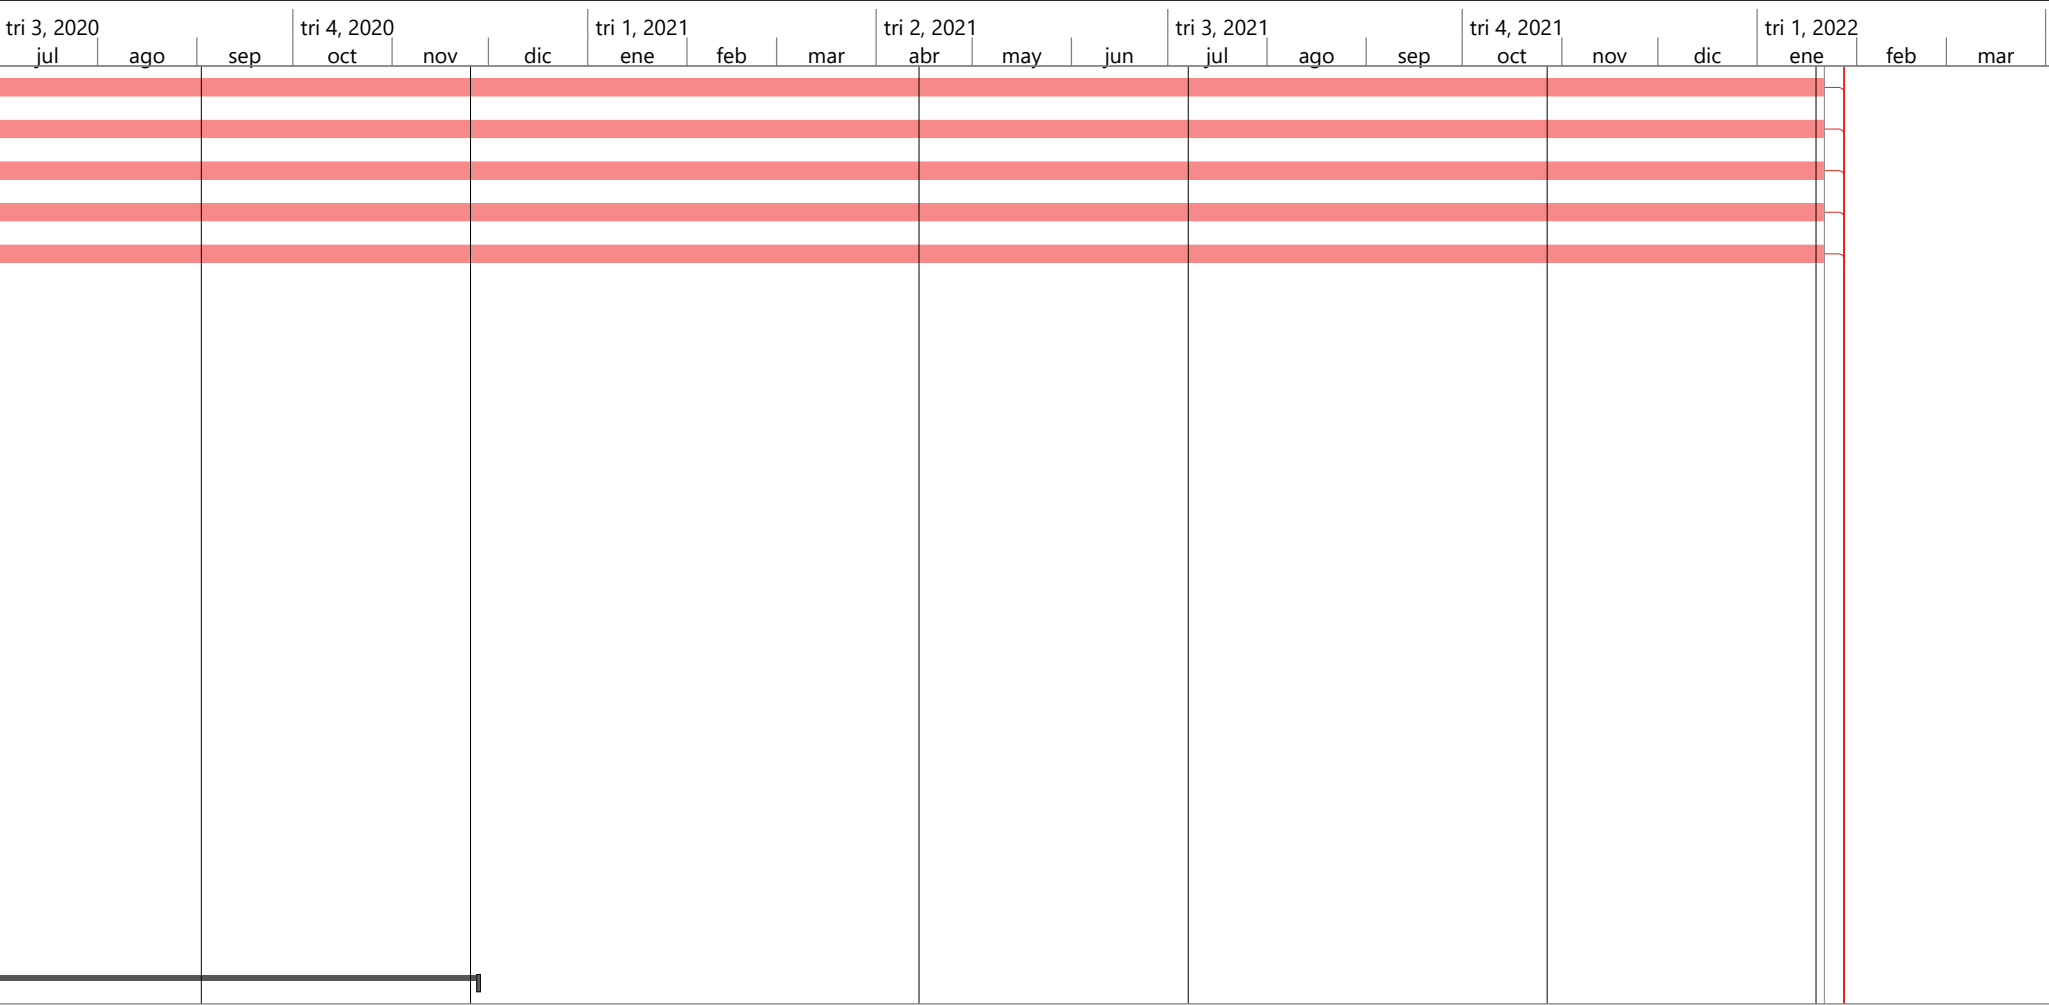 tri 3, 2020 tri 4, 2020 tri 1, 2021 tri 2, 2021 tri 3, 2021 tri 4, 2021 tri 1, 2022
jul ago sep oct nov dic ene feb mar abr may jun jul ago sep oct nov dic ene feb mar